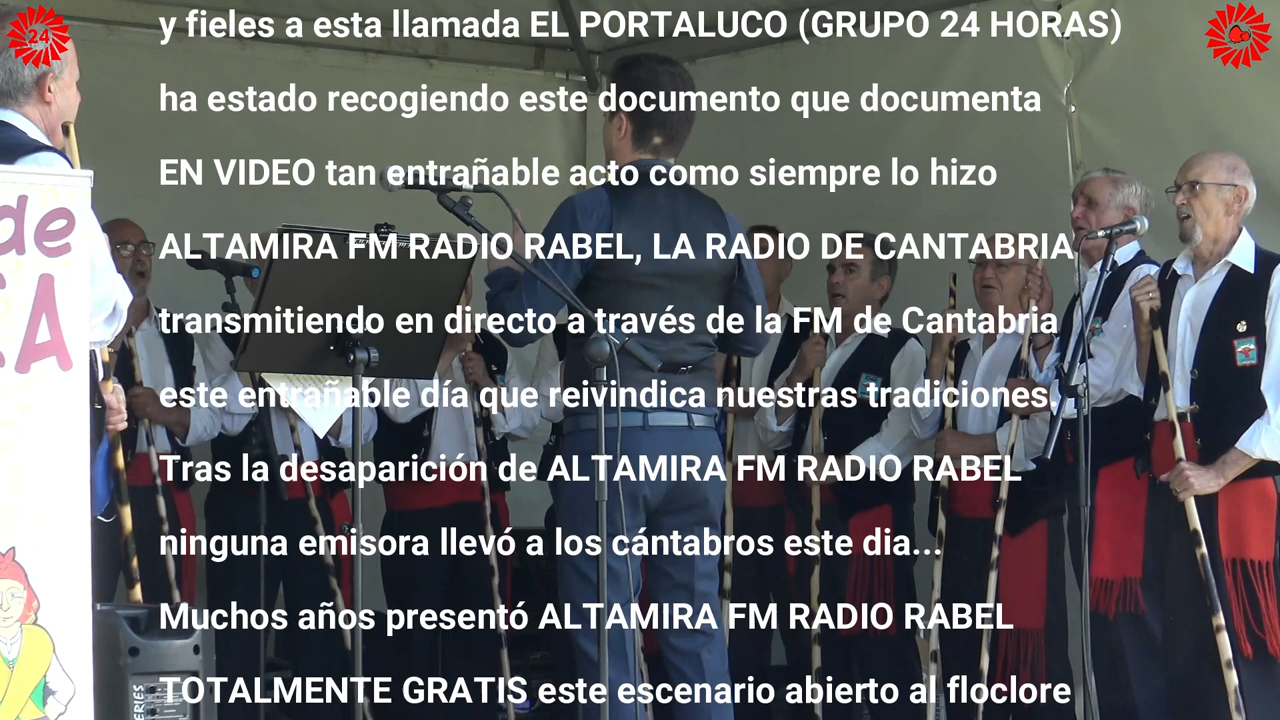 24
y fieles a esta llamada EL PORTALUCO (GRUPO 24 HORAS)
ha estado recogiendo este documento que documenta
EN VIDEO tan entrañable acto como siempre lo hizo
ALTAMIRA FM RADIO RABEL, LA RADIO DE CANTABRIA
de
transmitiendo en directo a través de la FM de Cantabria
A
este entrañable día que reivindica nuestras tradiciones.
Tras la desaparición de ALTAMIRA FM RADIO RABEL
ninguna emisora llevó a los cántabros este dia...
Muchos años presentó ALTAMIRA FM RADIO RABEL
TOTALMENTE GRATIS este escenario abierto al floclore